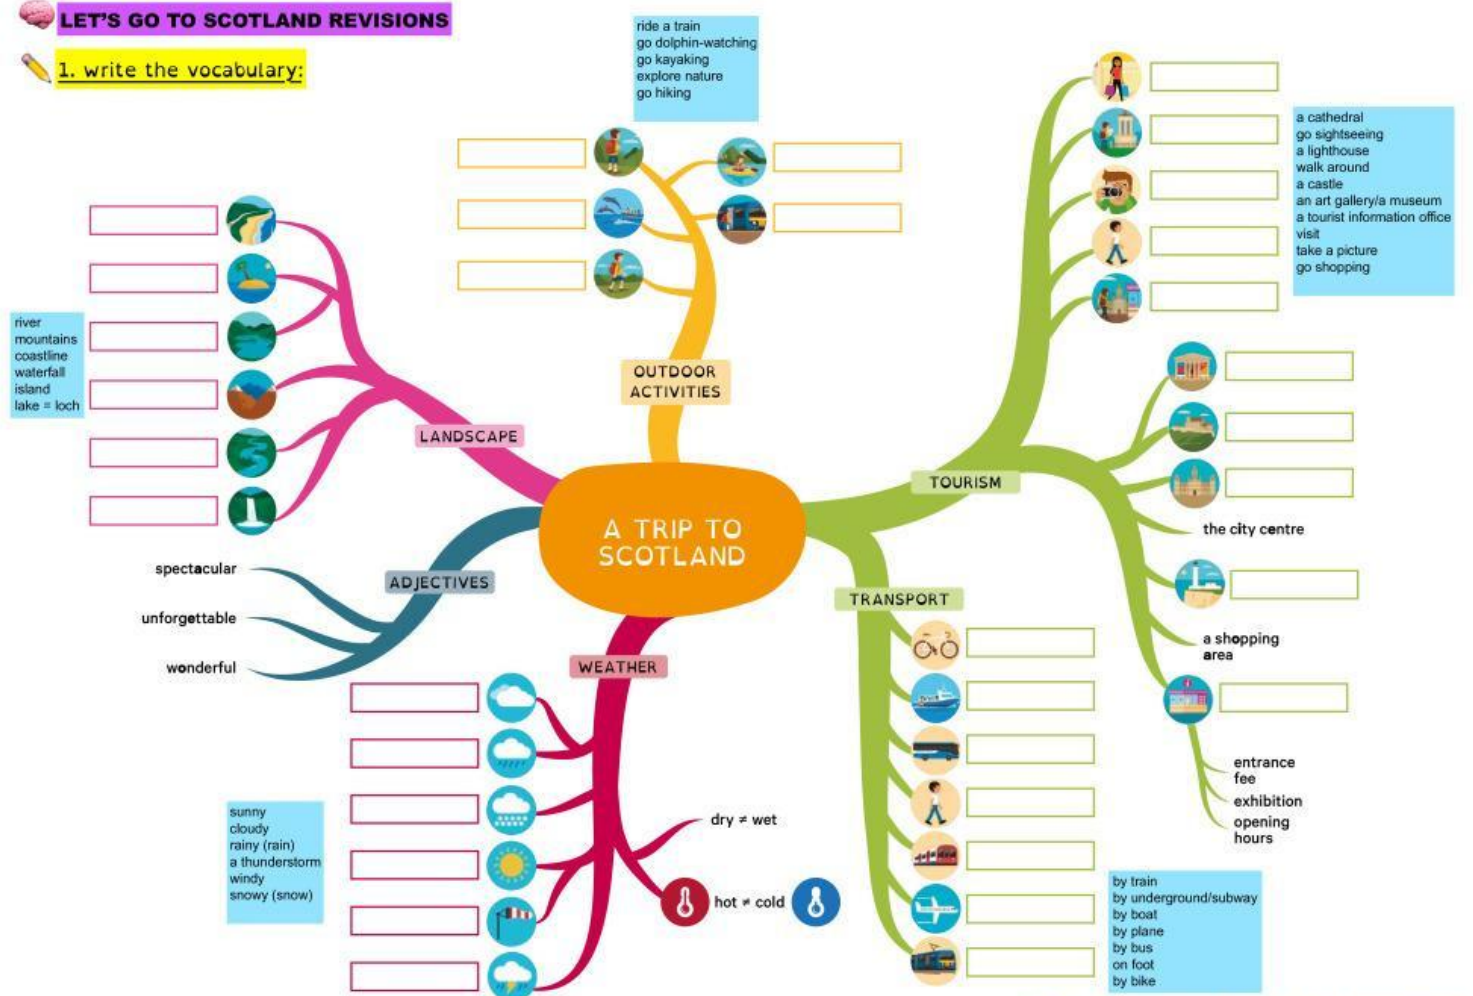 LET'S GO TO SCOTLAND REVISIONS
1. write the vocabulary:
ride a train
go dolphin-watching
go kayaking
explore nature
go hiking
a cathedral
go sightseeing
a lighthouse
walk around
a castle
an art gallery/a museum
a tourist information office
visit
take a picture
go shopping
river
mountains
coastline
waterfall
island
lake = loch
OUTDOOR
ACTIVITIES
LANDSCAPE
TOURISM
A TRIP TO
SCOTLAND
the city centre
spectacular
unforgettable
wonderful
ADJECTIVES
TRANSPORT
a shopping
area
WEATHER
entrance
fee
exhibition
opening
hours
sunny
cloudy
rainy (rain)
a thunderstorm
windy
snowy (snow)
dry ≠ wet
hot ≠ cold
by train
by underground/subway
by boat
by plane
by bus
on foot
by bike